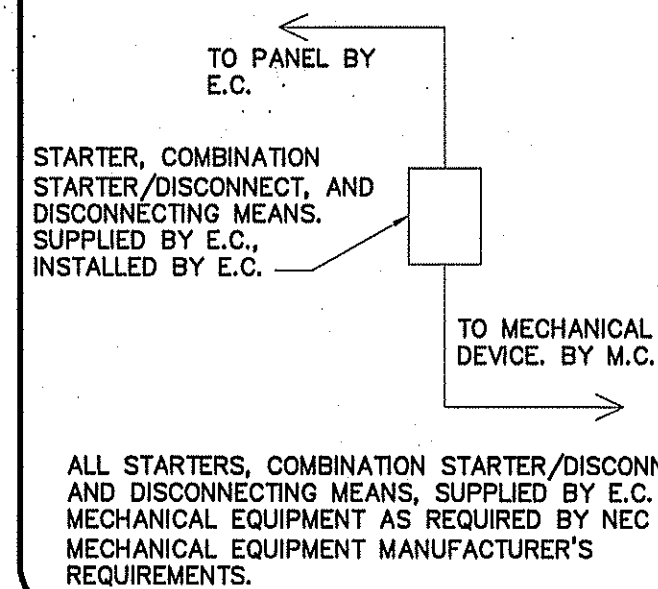 TO PANEL BY
E.C.
STARTER, COMBINATION
STARTER/DISCONNECT, AND
DISCONNECTING MEANS.
SUPPLIED BY E.C.,
INSTALLED BY E.C.
TO MECHANICAL
DEVICE. BY M.C.
ALL STARTERS, COMBINATION STARTER/DISCONN
AND DISCONNECTING MEANS, SUPPLIED BY E.C.
MECHANICAL EQUIPMENT AS REQUIRED BY NEC
MECHANICAL EQUIPMENT MANUFACTURER'S
REQUIREMENTS.